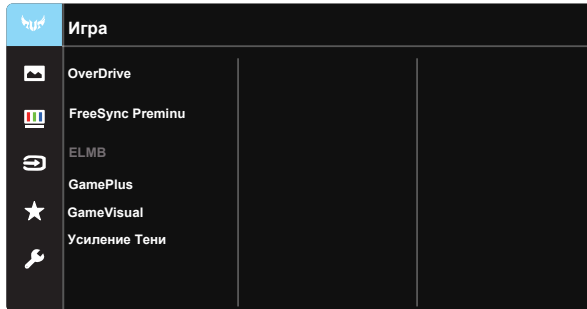 Игра
OverDrive
FreeSync Preminu
ELMB
GamePlus
GameVisual
Усиление Тени